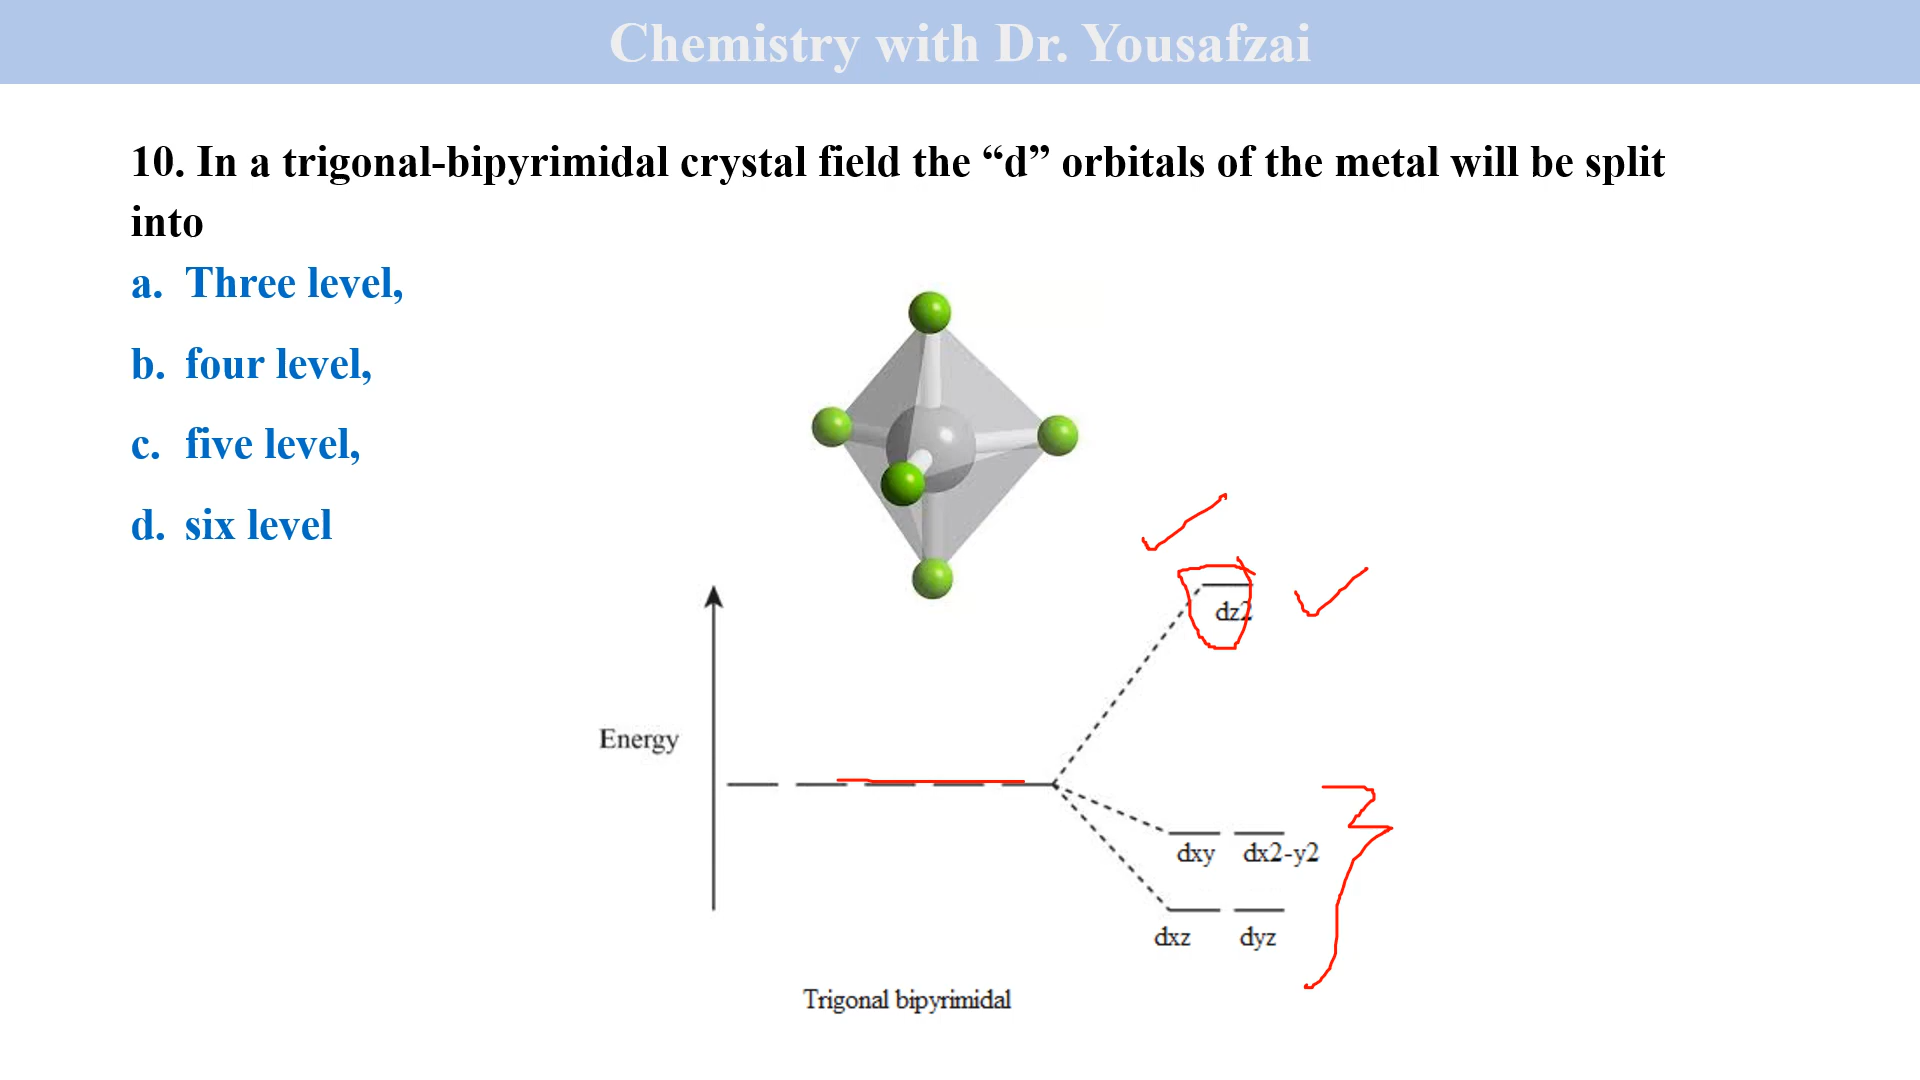 Chemistry with Dr. Yousafzai
10. In a trigonal-bipyrimidal crystal field the “d” orbitals of the metal will be split
into
a. Three level,
b. four level,
c. five level,
d. six level
dz2
Energy
dxy dx2-y2
dxz dyz
Trigonal bipyrimidal